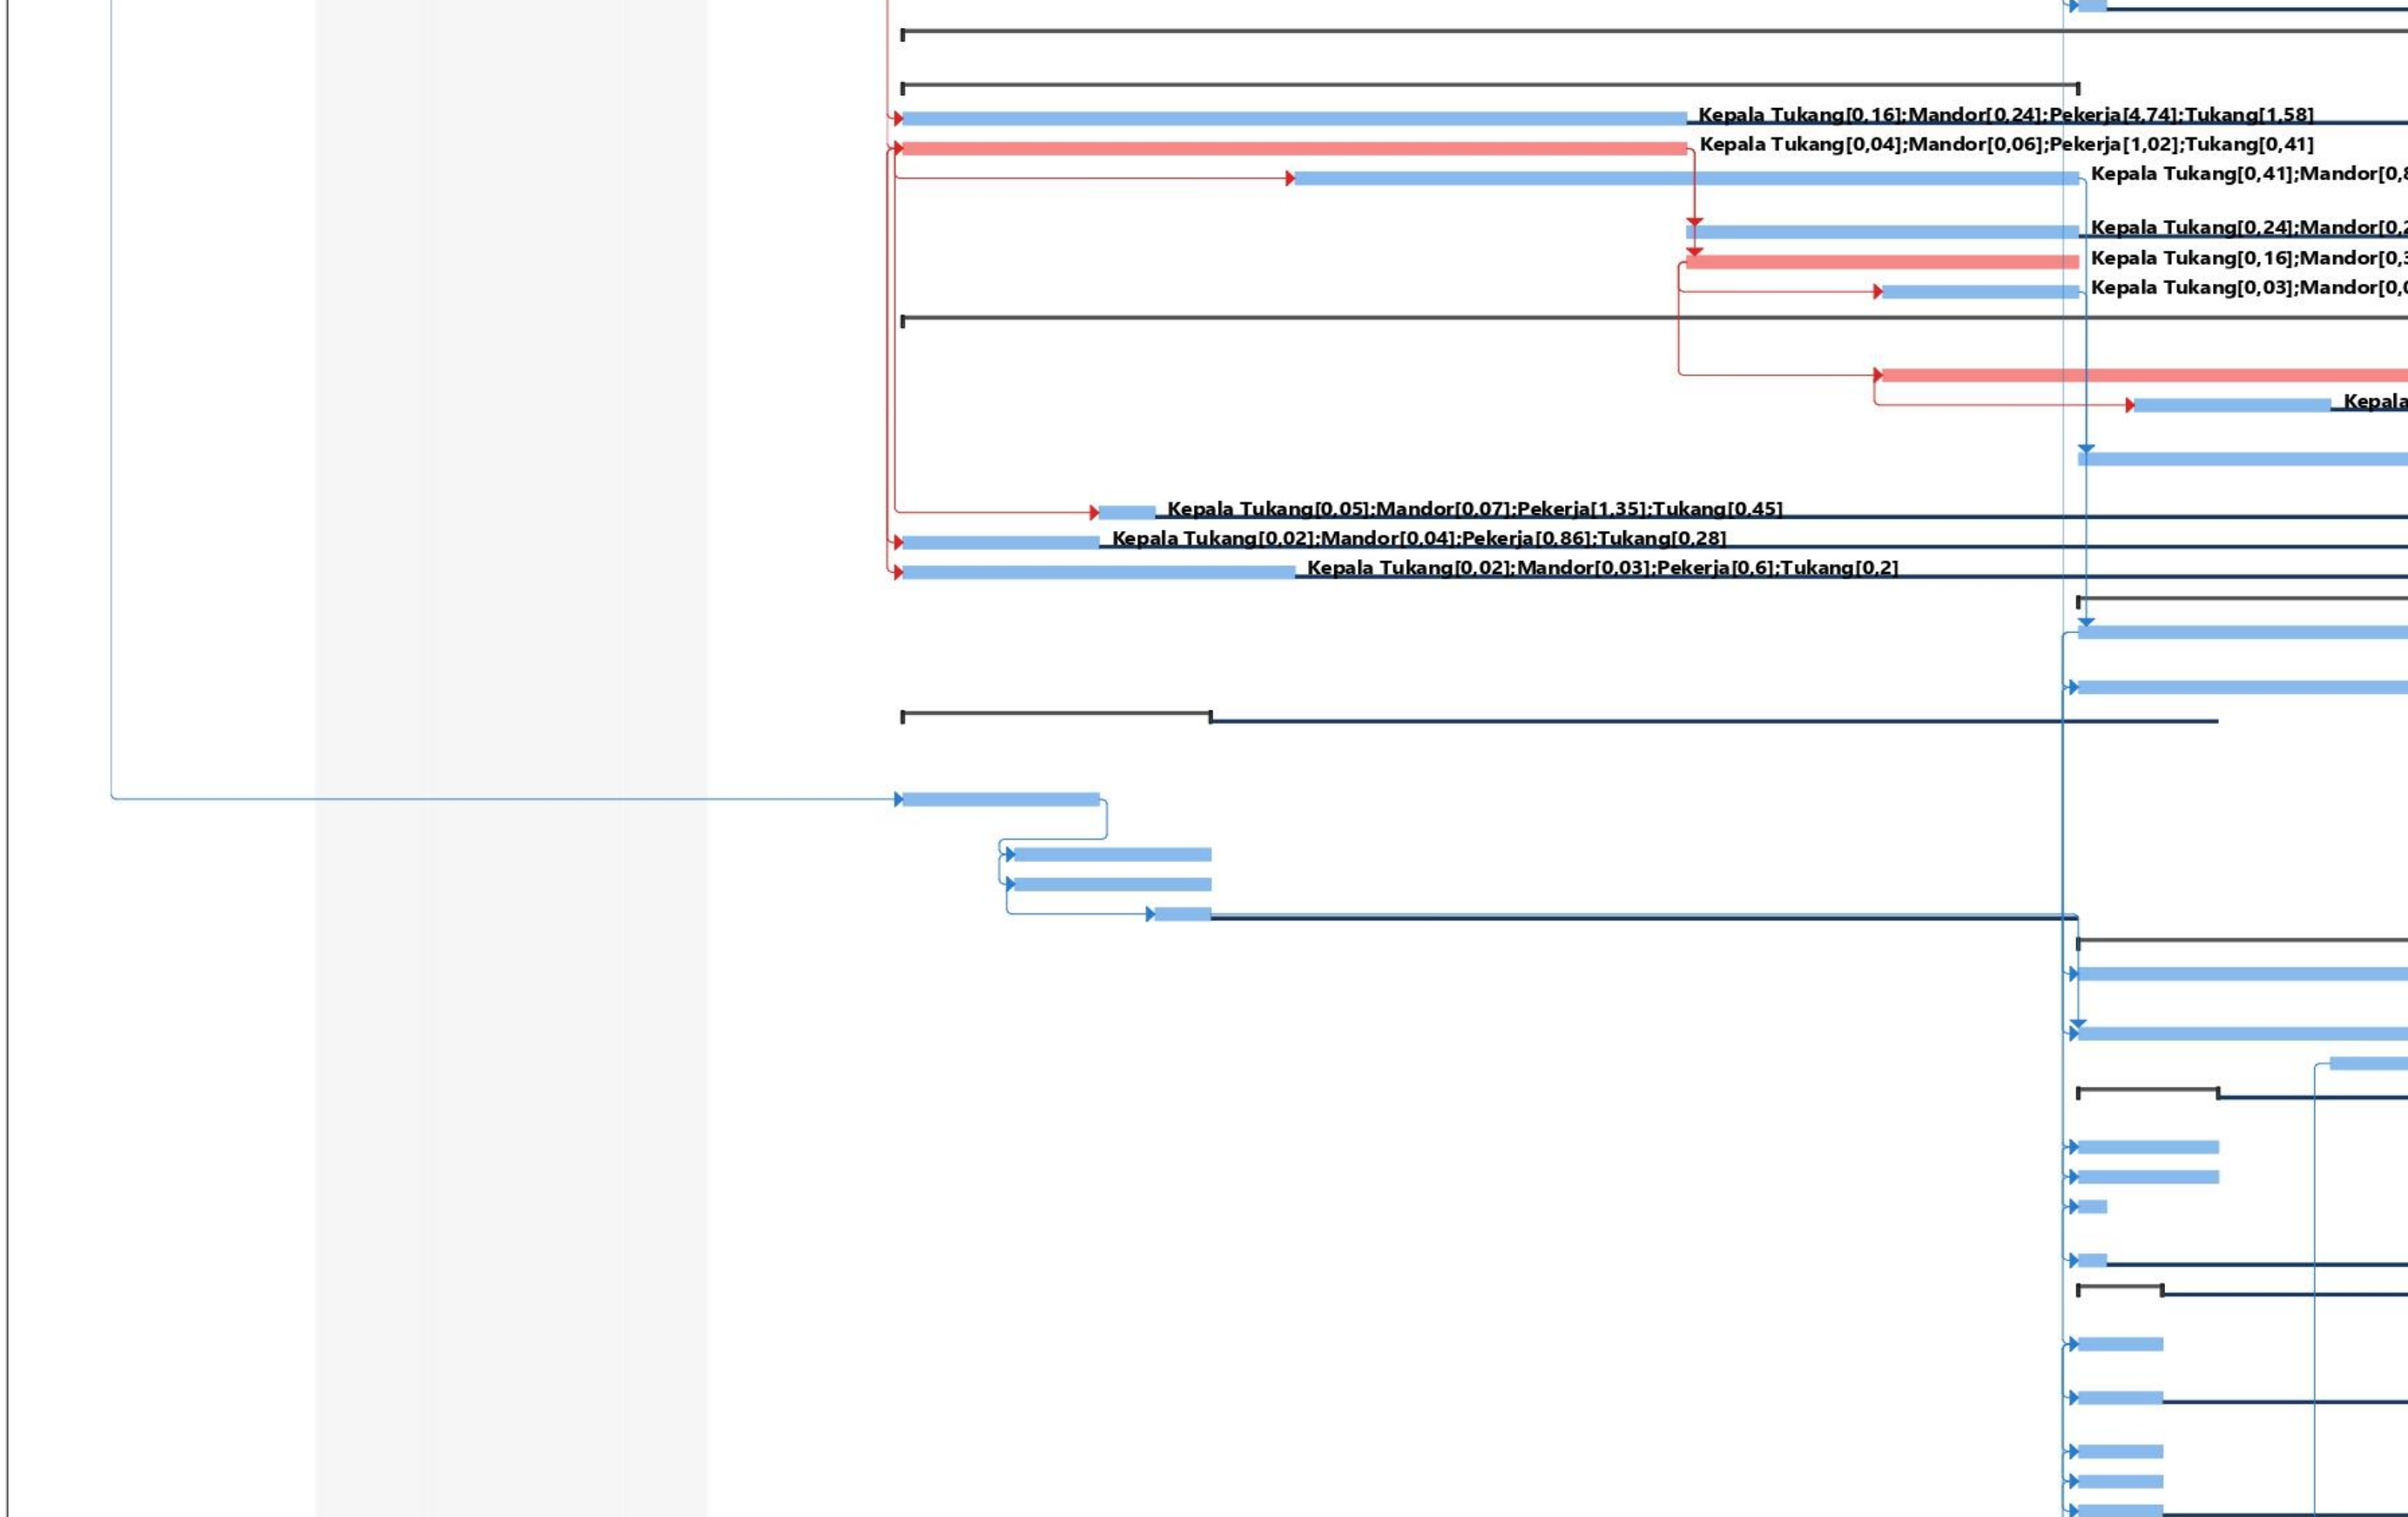 Kepala Tukang[0,16];Mandor[0,24];Pekerja[4,74];Tukang[1,58]
Kepala Tukang[0,04];Mandor[0,06];Pekerja[1,02];Tukang[0,41]
Kepala Tukang[0,41];Mandor[0,
Kepala Tukang[0,24];Mandor[0,2
Kepala Tukang[0,16];Mandor[0,3
Kepala Tukang[0,03];Mandor[0,0
Kepala
Kepala Tukang[0,05];Mandor[0,07];Pekerja[1,35];Tukang[0,45]
Kepala Tukang[0,02];Mandor[0,04];Pekerja[0,86];Tukang[0,28]
Kepala Tukang[0,02];Mandor[0,03];Pekerja[0,6];Tukang[0,2]